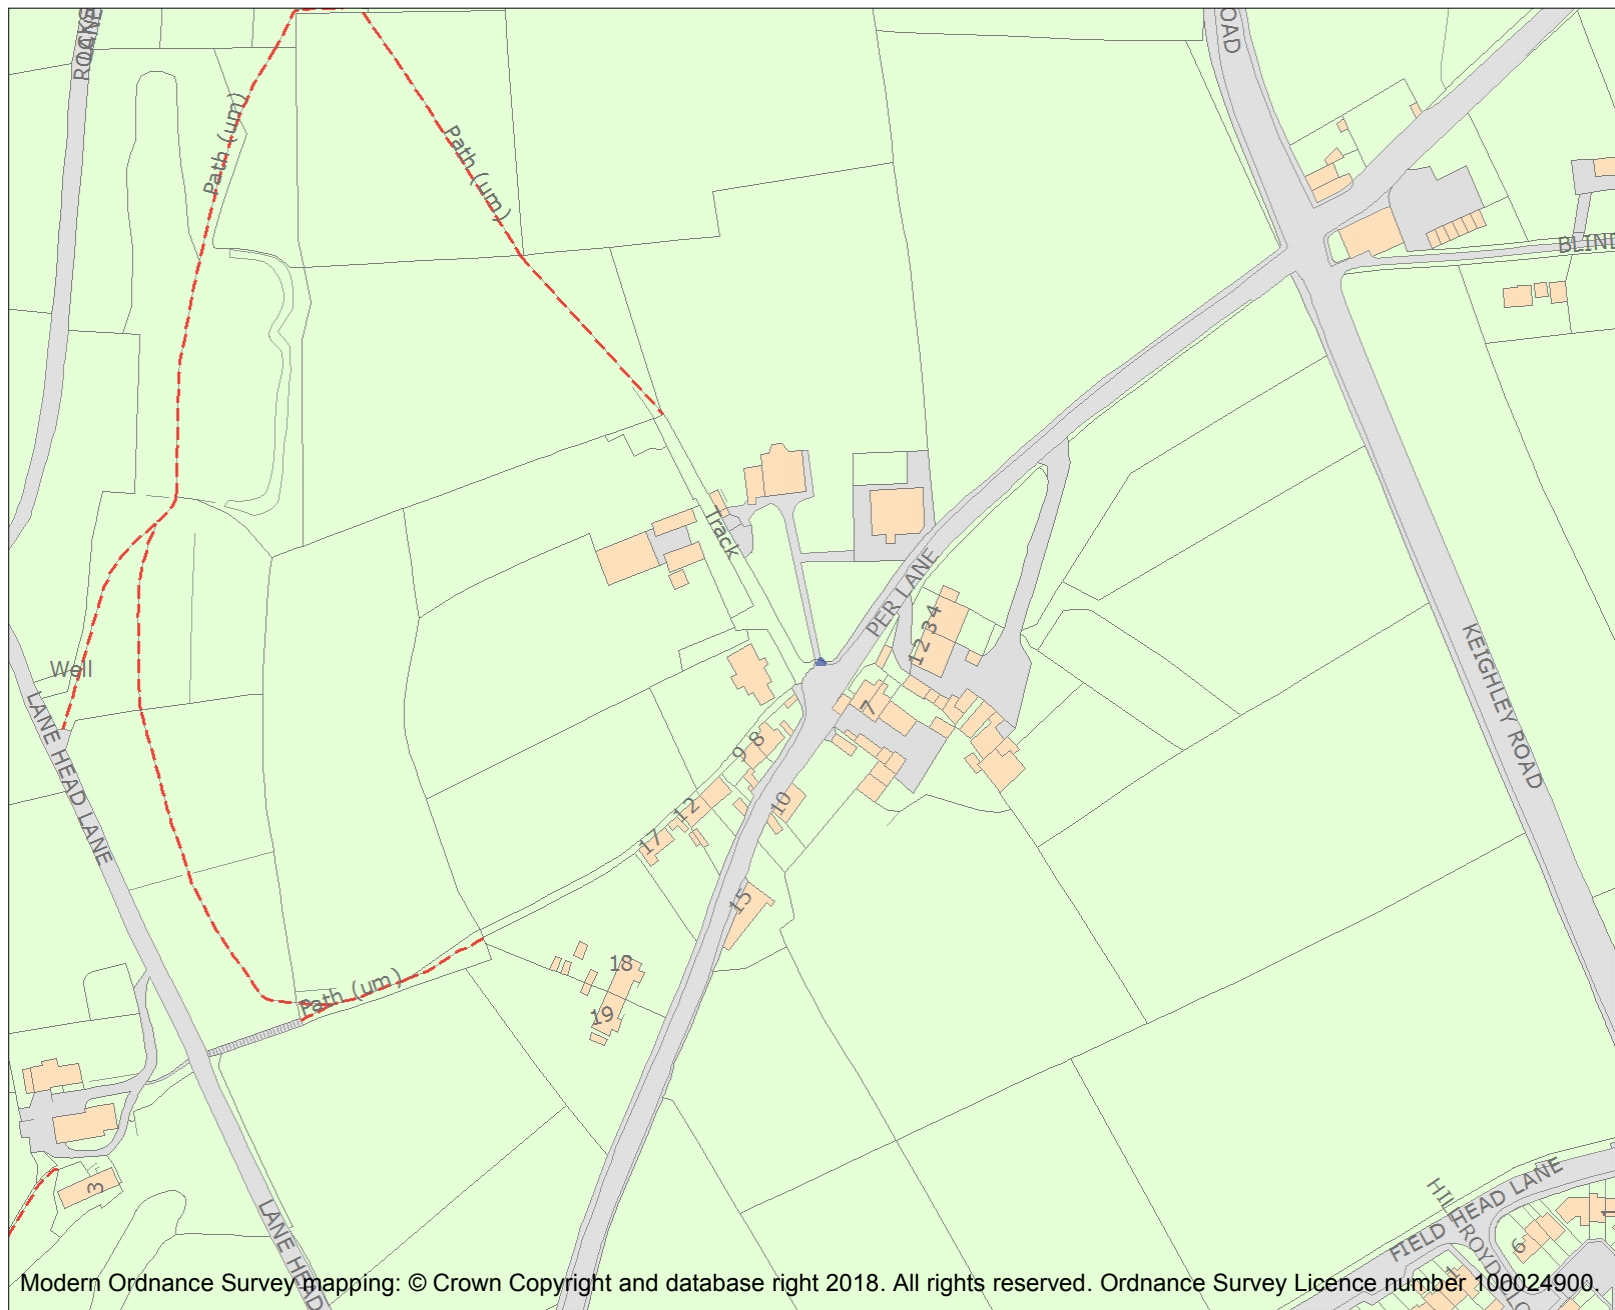 OAD
Path (um)
Path (um)
BLIND
Track
PER LANE
1 2 3 4
KEIGHLEY ROAD
Well
7
9 8
LANE HEAD LANE
10
12
17
15
18
Path (um)
19
FIELD HEAD LANE
3
LANE HEAD
6
1
Modern Ordnance Survey mapping: © Crown Copyright and database right 2018. All rights reserved. Ordnance Survey Licence number 100024900.